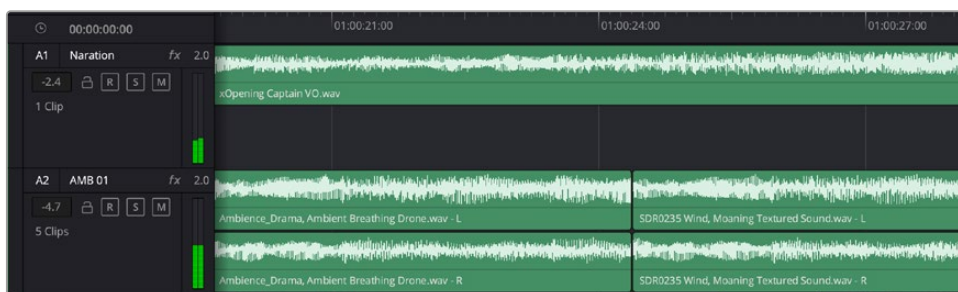 00:00:00:00 01:00:21:00 01:00:24:00 01:00:27:00
A1 Naration fx 2.0
-2.4 R S M
xOpening Captain VO.wav
1 Clip
A2 AMB 01 fx 2.0
-4.7 R S M
Ambience_Drama, Ambient Breathing Drone.wav - L SDR0235 Wind, Moaning Textured Sound.wav - L
5 Clips
Ambience_Drama, Ambient Breathing Drone.wav - R SDR0235 Wind, Moaning Textured Sound.wav - R